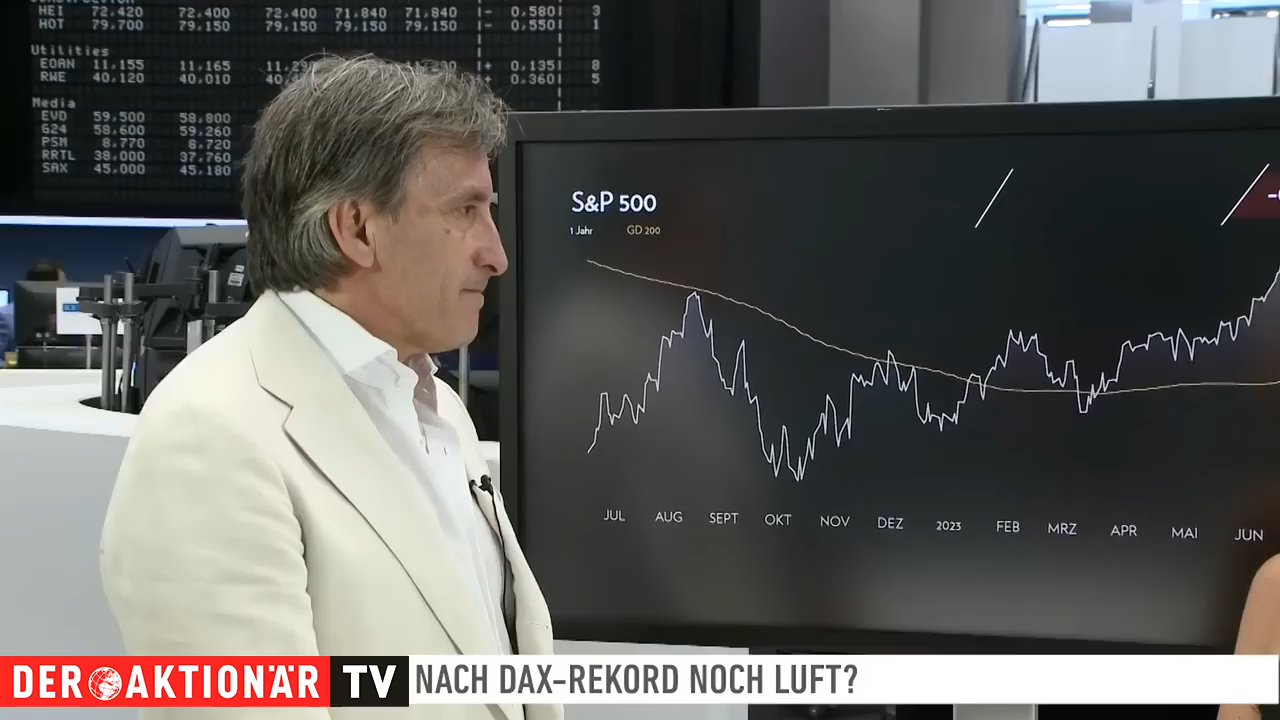 HEI 72,420 72,400 72,400 71,840 71,840 |- 0,580| 3
HOT 79,700 79,150 79,150 79,150 79,150 |- 0,550| 1
Utilities
EOAN 11,155 11,165 |+ 0,135| 8
RWE 40,120 40,010 |+ 0,360| 5
Media
EVD 59,500 58,800
G24 58,600 59,260
PSM 8,770 8,720
RRTL 38,000 37,760
SAX 45,000 45,180
S&P 500
1 Jahr GD 200
JUL AUG SEPT OKT NOV DEZ 2023 FEB MRZ APR MAI JUN
DER AKTIONÄR TV NACH DAX-REKORD NOCH LUFT?